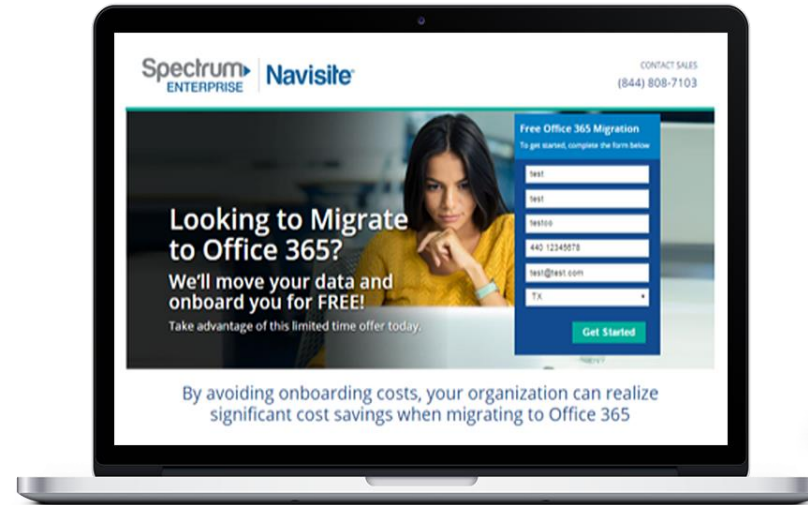 Spectrum
ENTERPRISE
Navisite
CONTACT SALES
(844) 808-7103
Looking to Migrate
to Office 365?
We'll move your data and
onboard you for FREE!
Take advantage of this limited time offer today.
Free Office 365 Migration
To get started, complete the form below
test
test
testoo
440 12345678
test@test.com
TX
Get Started
By avoiding onboarding costs, your organization can realize
significant cost savings when migrating to Office 365